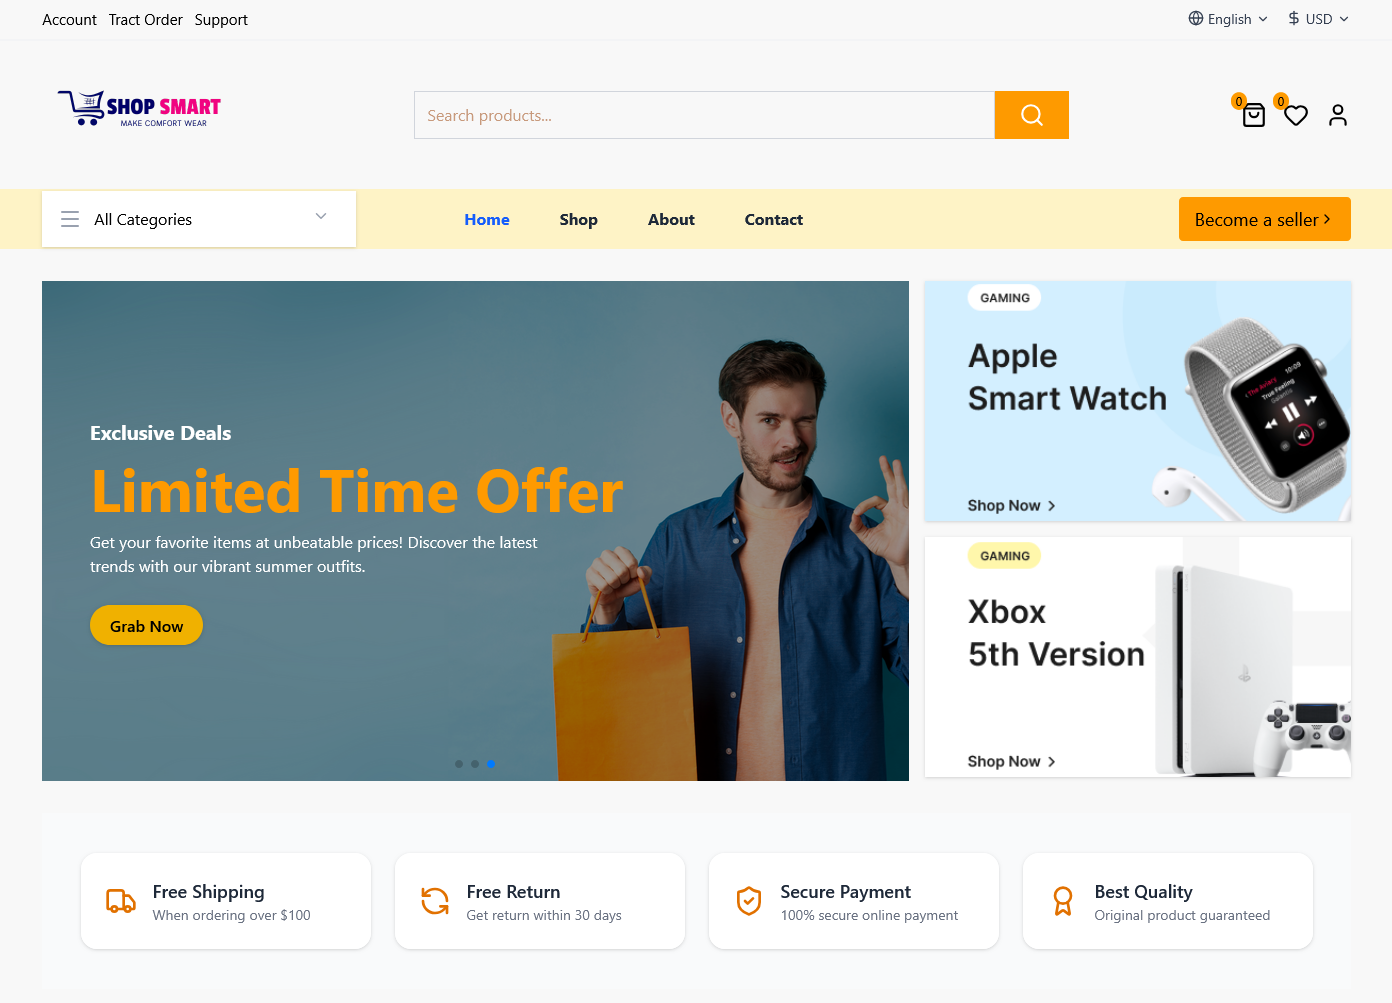 Account Tract Order Support
English
USD
SHOP SMART
MAKE COMFORT WEAR
Search products...
0
0
All Categories
Home
Shop
About
Contact
Become a seller
Exclusive Deals
Limited Time Offer
Get your favorite items at unbeatable prices! Discover the latest
trends with our vibrant summer outfits.
Grab Now
GAMING
Apple
Smart Watch
Shop Now
10:09
True Feeling
GAMING
Xbox
5th Version
Shop Now
Free Shipping
When ordering over $100
Free Return
Get return within 30 days
Secure Payment
100% secure online payment
Best Quality
Original product guaranteed